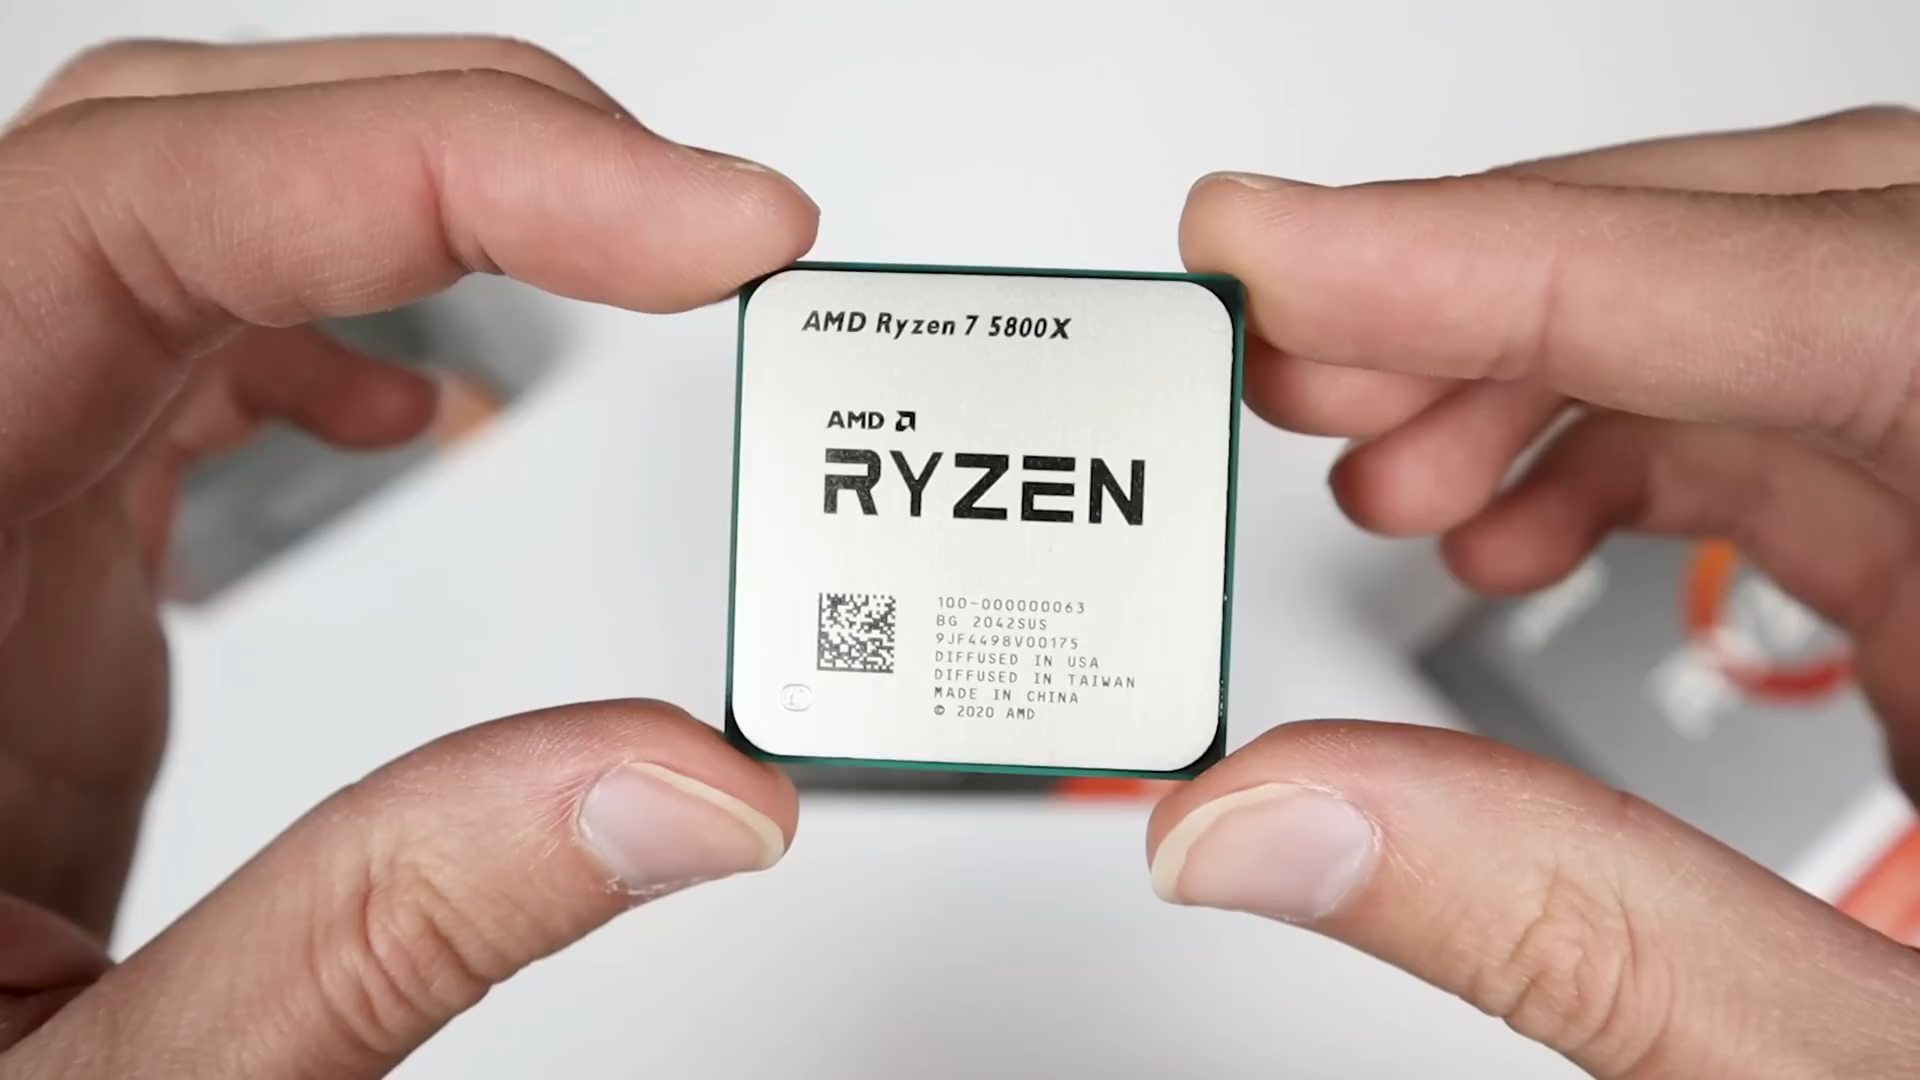 AMD Ryzen 7 5800X
AMD
RYZEN
100-000000063
BG 2042SUS
9JF4498V00175
DIFFUSED IN USA
DIFFUSED IN TAIWAN
MADE IN CHINA
© 2020 AMD